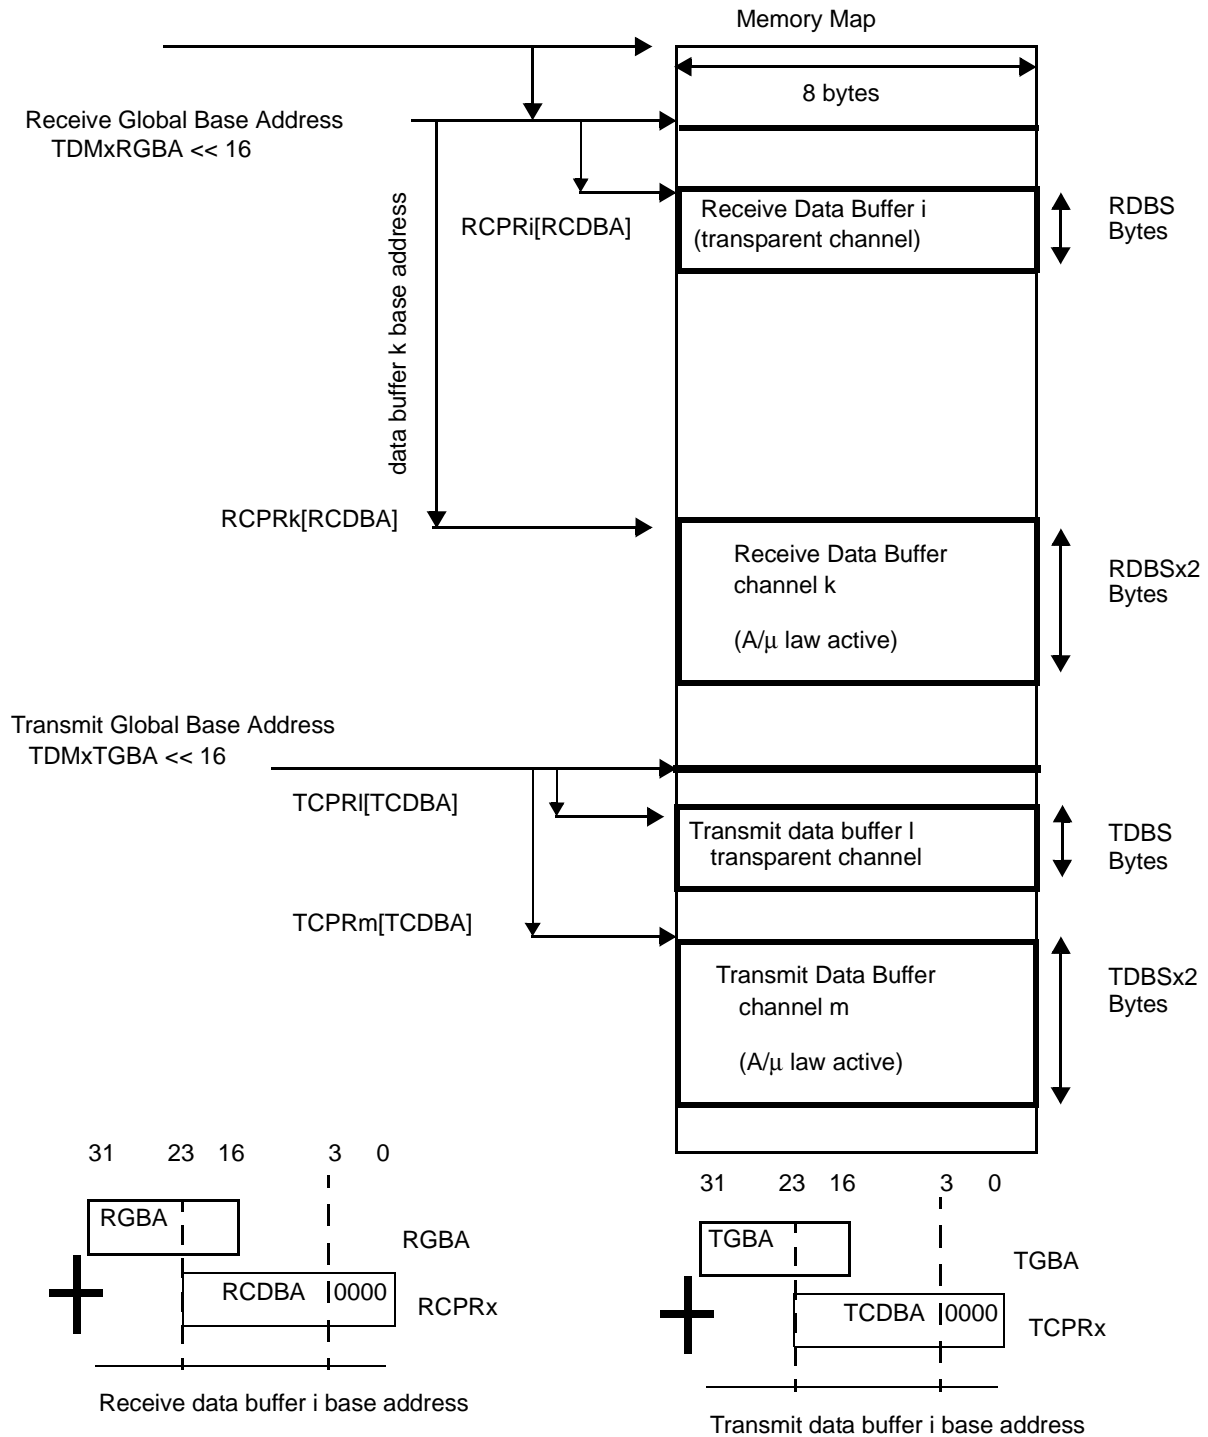 Memory Map
8 bytes
Receive Global Base Address
TDMxRGBA << 16
data buffer k base address
RCPRi[RCDBA]
Receive Data Buffer i
(transparent channel)
RDBS
Bytes
RCPRk[RCDBA]
Receive Data Buffer
channel k
(A/μ law active)
RDBSx2
Bytes
Transmit Global Base Address
TDMxTGBA << 16
TCPRl[TCDBA]
Transmit data buffer l
transparent channel
TDBS
Bytes
TCPRm[TCDBA]
Transmit Data Buffer
channel m
(A/μ law active)
TDBSx2
Bytes
31 23 16 3 0
RGBA
RGBA
RCDBA 0000
RCPRx
Receive data buffer i base address
31 23 16 3 0
TGBA
TGBA
TCDBA 0000
TCPRx
Transmit data buffer i base address